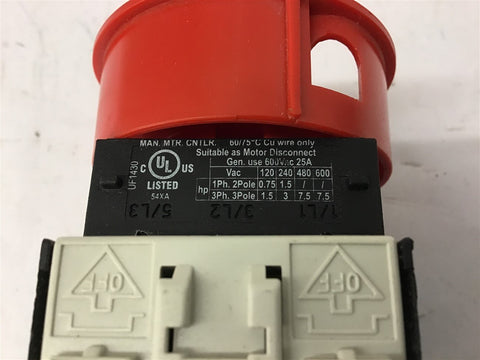 MAN. MTR. CNTLR. 60/75°C Cu wire only
Suitable as Motor Disconnect
Gen. use 600Vac 25A
UF1430
C UL US
LISTED
54XA
Vac 120 240 480 600
hp
1Ph. 2Pole 0.75 1.5 / /
3Ph. 3Pole 1.5 3 7.5 7.5
5/L3 3/L2 1/L1
OFF OFF